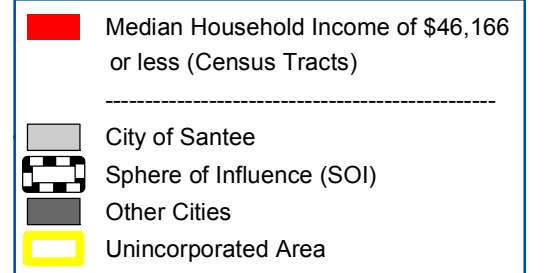 Median Household Income of $46,166
or less (Census Tracts)
-------------------------------------------------
City of Santee
Sphere of Influence (SOI)
Other Cities
Unincorporated Area